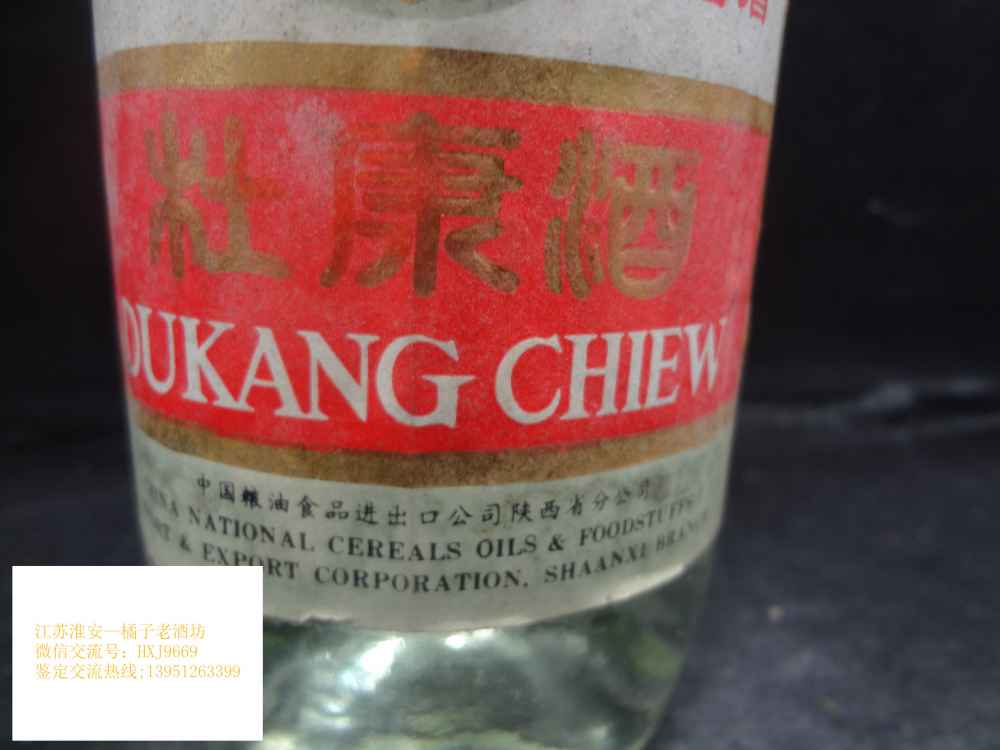 杜康酒
DUKANG CHIEW
中国粮油食品进出口公司陕西省分公司
NATIONAL CEREALS OILS & FOODSTUFFS
& EXPORT CORPORATION, SHAANXI BRANCH
江苏淮安一橘子老酒坊
微信交流号：HXJ9669
鉴定交流热线;13951263399